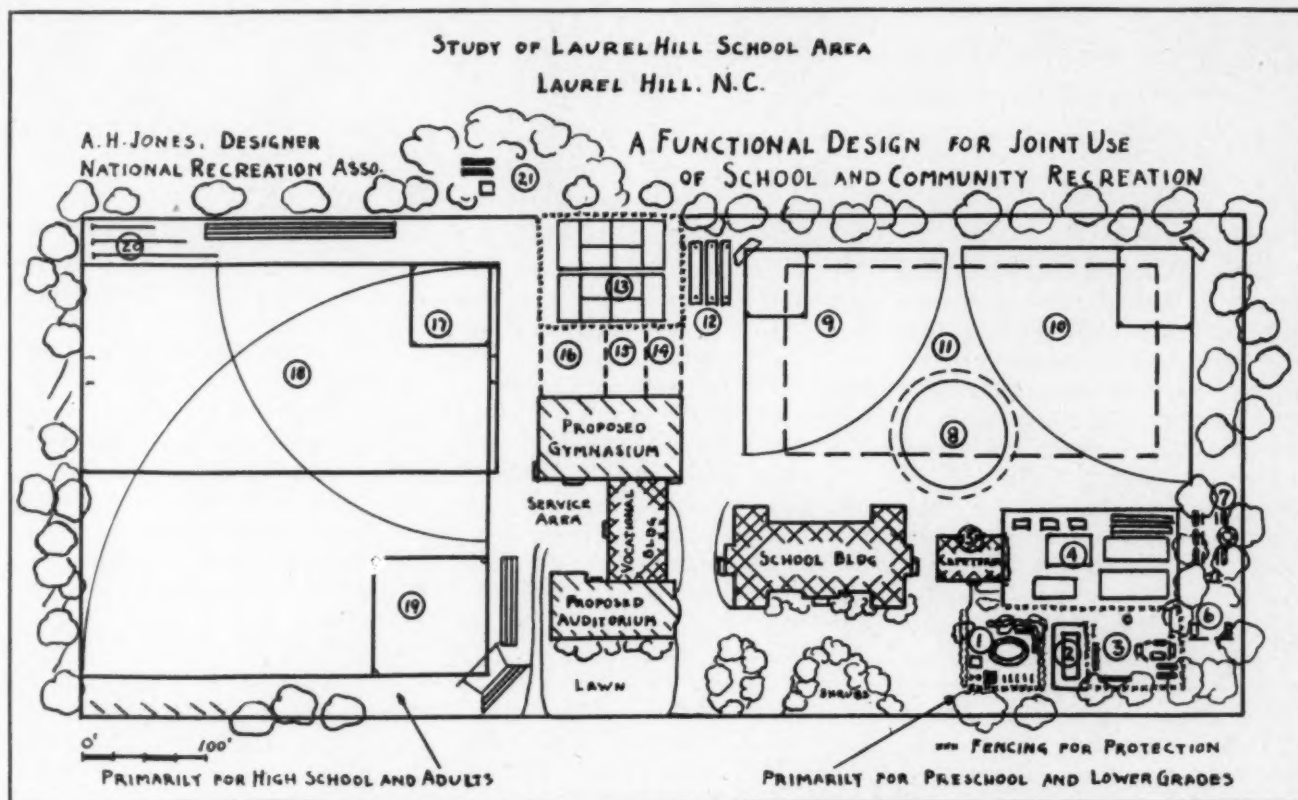 STUDY OF LAUREL HILL SCHOOL AREA
LAUREL HILL. N.C.
A.H. JONES. DESIGNER
NATIONAL RECREATION ASSO.
A FUNCTIONAL DESIGN FOR JOINT USE
OF SCHOOL AND COMMUNITY RECREATION
21
20
13
12
17
9
10
16
15
14
11
18
PROPOSED
GYMNASIUM
8
SERVICE
AREA
VOCATIONAL
BLDG
SCHOOL BLDG
7
4
PROPOSED
AUDITORIUM
19
1
2
3
6
LAWN
SHRUBS
0' 100'
=== FENCING FOR PROTECTION
PRIMARILY FOR HIGH SCHOOL AND ADULTS
PRIMARILY FOR PRESCHOOL AND LOWER GRADES